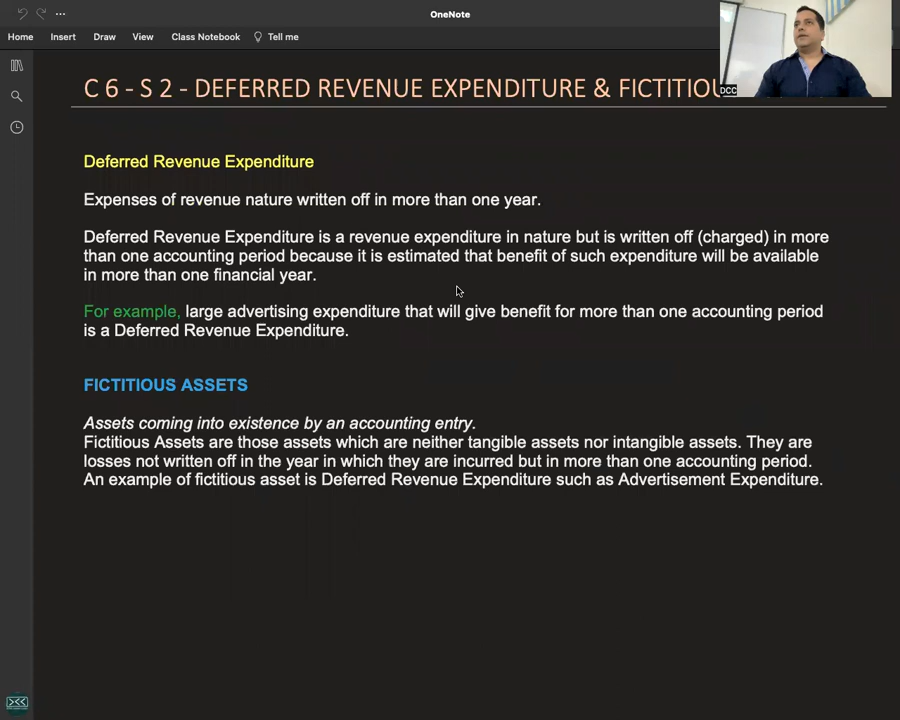 OneNote
Home Insert Draw View Class Notebook Tell me
DCC
C 6 - S 2 - DEFERRED REVENUE EXPENDITURE & FICTITIOU
Deferred Revenue Expenditure
Expenses of revenue nature written off in more than one year.
Deferred Revenue Expenditure is a revenue expenditure in nature but is written off (charged) in more
than one accounting period because it is estimated that benefit of such expenditure will be available
in more than one financial year.
For example, large advertising expenditure that will give benefit for more than one accounting period
is a Deferred Revenue Expenditure.
FICTITIOUS ASSETS
Assets coming into existence by an accounting entry.
Fictitious Assets are those assets which are neither tangible assets nor intangible assets. They are
losses not written off in the year in which they are incurred but in more than one accounting period.
An example of fictitious asset is Deferred Revenue Expenditure such as Advertisement Expenditure.